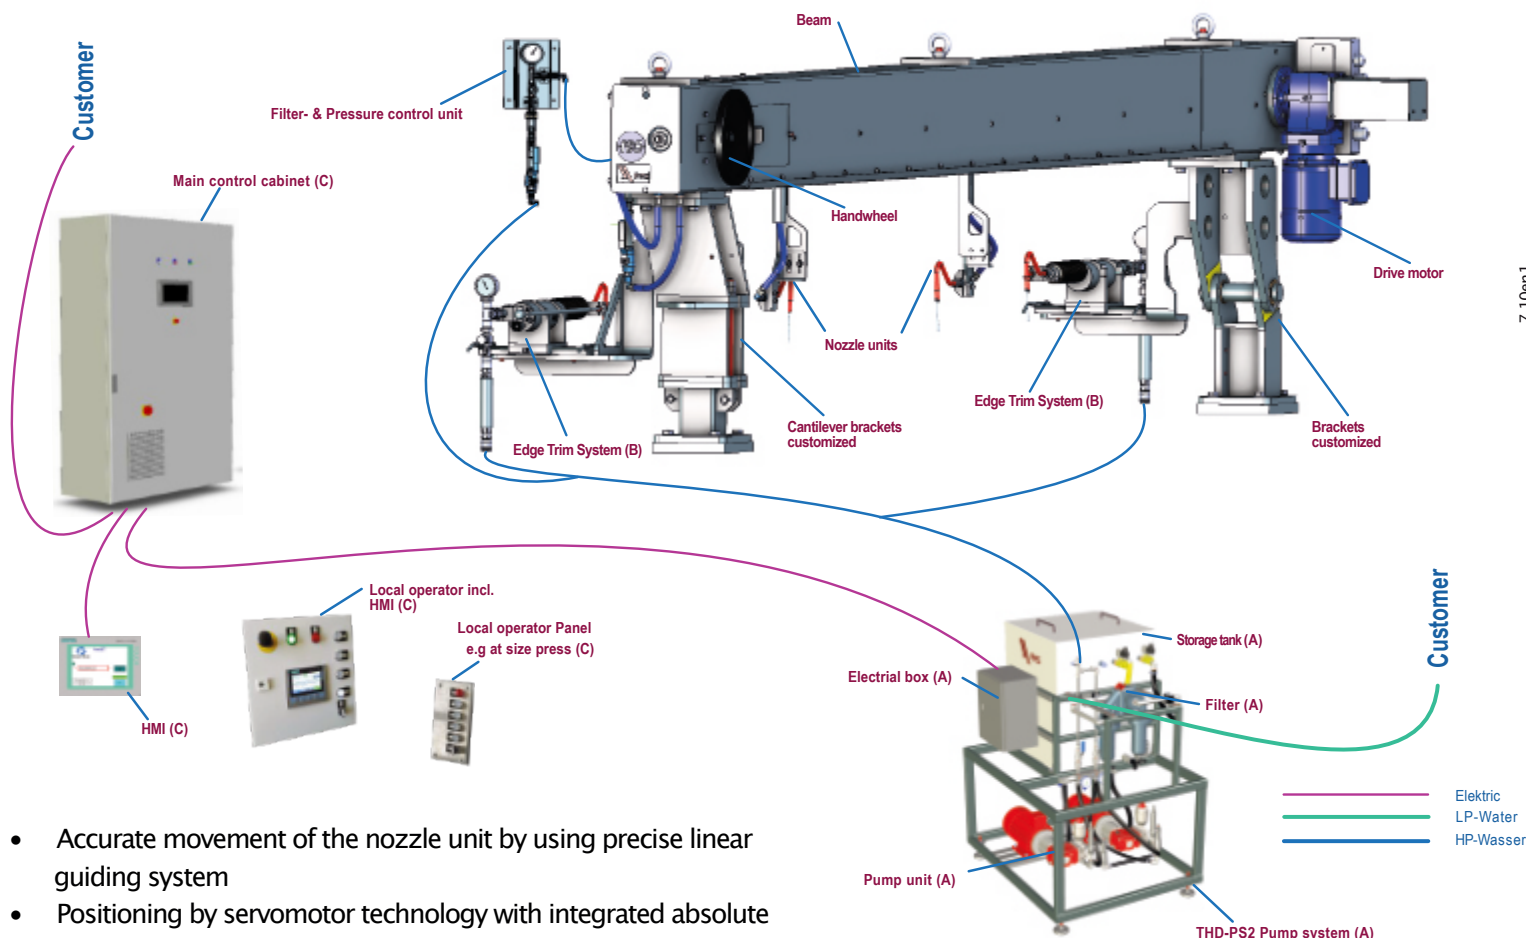 Beam
Customer
Filter- & Pressure control unit
Main control cabinet (C)
Handwheel
Drive motor
7_10en1
Nozzle units
Edge Trim System (B)
Cantilever brackets
customized
Brackets
customized
Edge Trim System (B)
Local operator incl.
HMI (C)
Local operator Panel
e.g at size press (C)
Customer
Storage tank (A)
Electrial box (A)
Filter (A)
HMI (C)
Elektric
LP-Water
HP-Wasser
• Accurate movement of the nozzle unit by using precise linear
guiding system
Pump unit (A)
• Positioning by servomotor technology with integrated absolute
THD-PS2 Pump system (A)